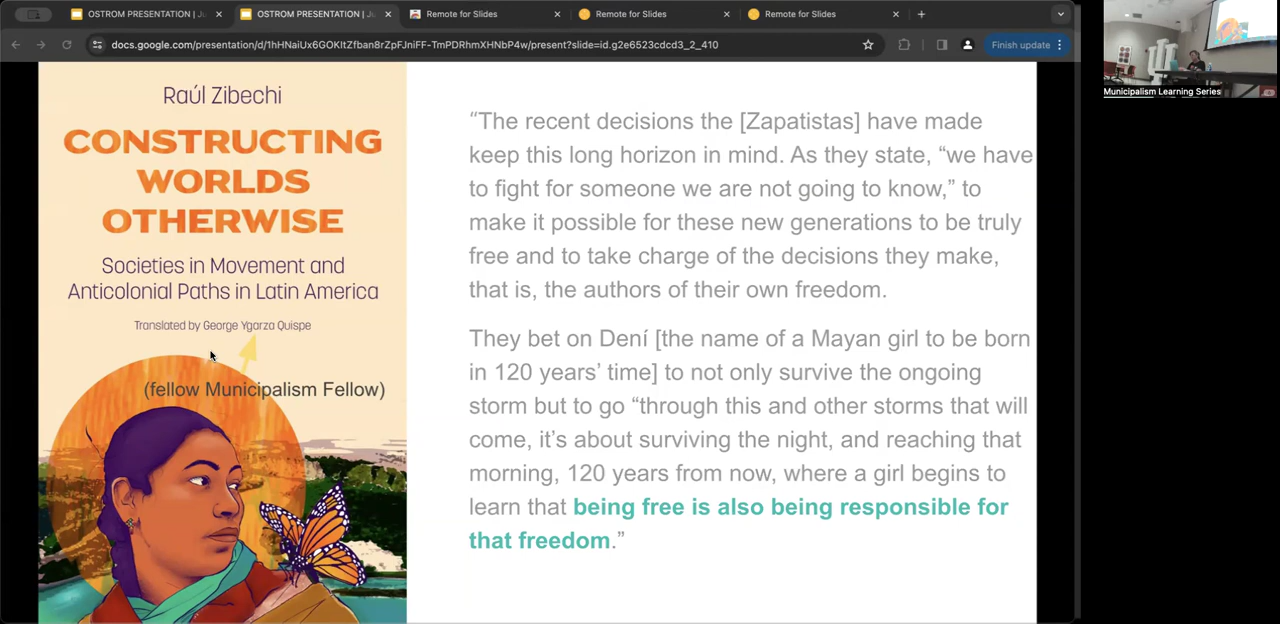 OSTROM PRESENTATION | J
OSTROM PRESENTATION | J
Remote for Slides
Remote for Slides
Remote for Slides
docs.google.com/presentation/d/1hHNaiUx6GOKItZfban8rZpFJniFF-TmPDRhmXHNbP4w/present?slide=id.g2e6523cdcd3_2_410
Finish update
Municipalism Learning Series
Raúl Zibechi
CONSTRUCTING
WORLDS
OTHERWISE
Societies in Movement and
Anticolonial Paths in Latin America
Translated by George Ygarza Quispe
(fellow Municipalism Fellow)
“The recent decisions the [Zapatistas] have made
keep this long horizon in mind. As they state, “we have
to fight for someone we are not going to know,” to
make it possible for these new generations to be truly
free and to take charge of the decisions they make,
that is, the authors of their own freedom.
They bet on Dení [the name of a Mayan girl to be born
in 120 years’ time] to not only survive the ongoing
storm but to go “through this and other storms that will
come, it’s about surviving the night, and reaching that
morning, 120 years from now, where a girl begins to
learn that being free is also being responsible for
that freedom.”